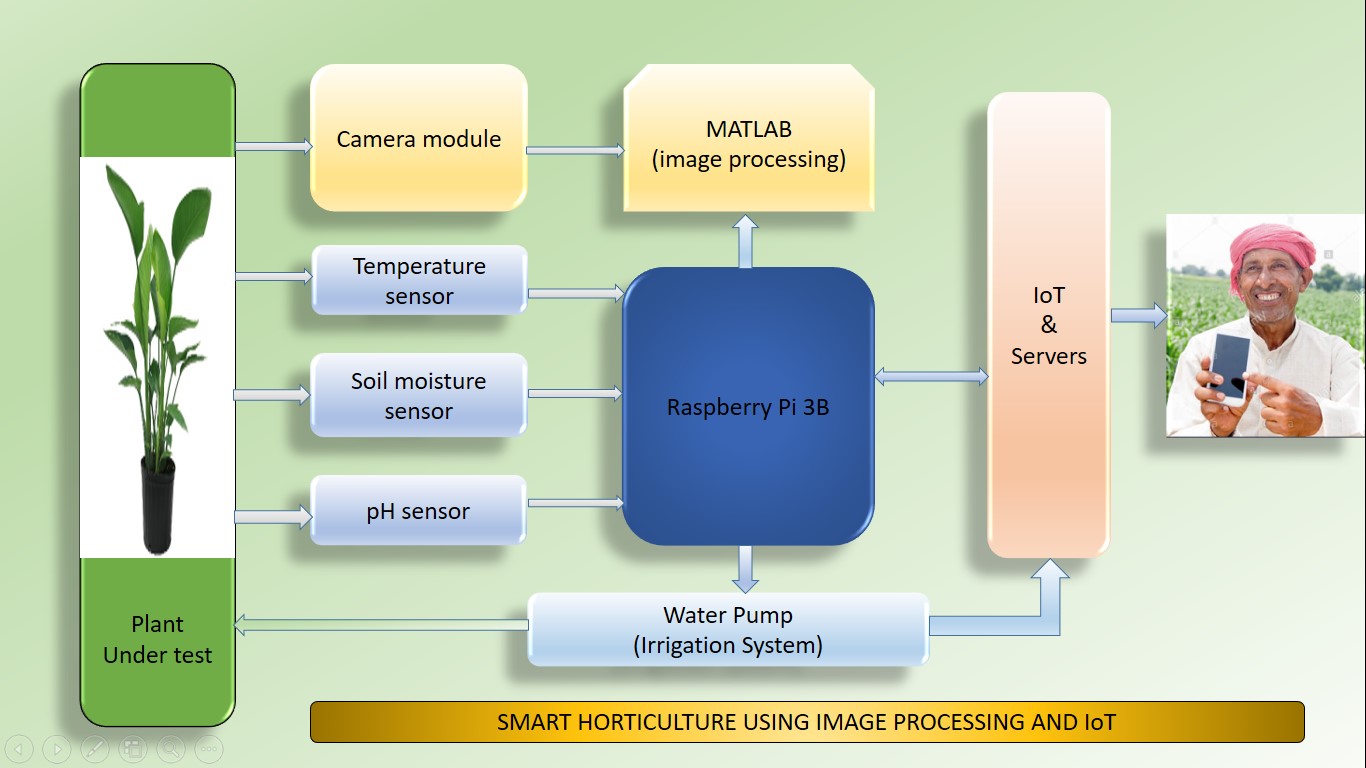 Camera module
MATLAB
(image processing)
Temperature
sensor
Soil moisture
sensor
pH sensor
Raspberry Pi 3B
IoT
&
Servers
Plant
Under test
Water Pump
(Irrigation System)
SMART HORTICULTURE USING IMAGE PROCESSING AND IoT